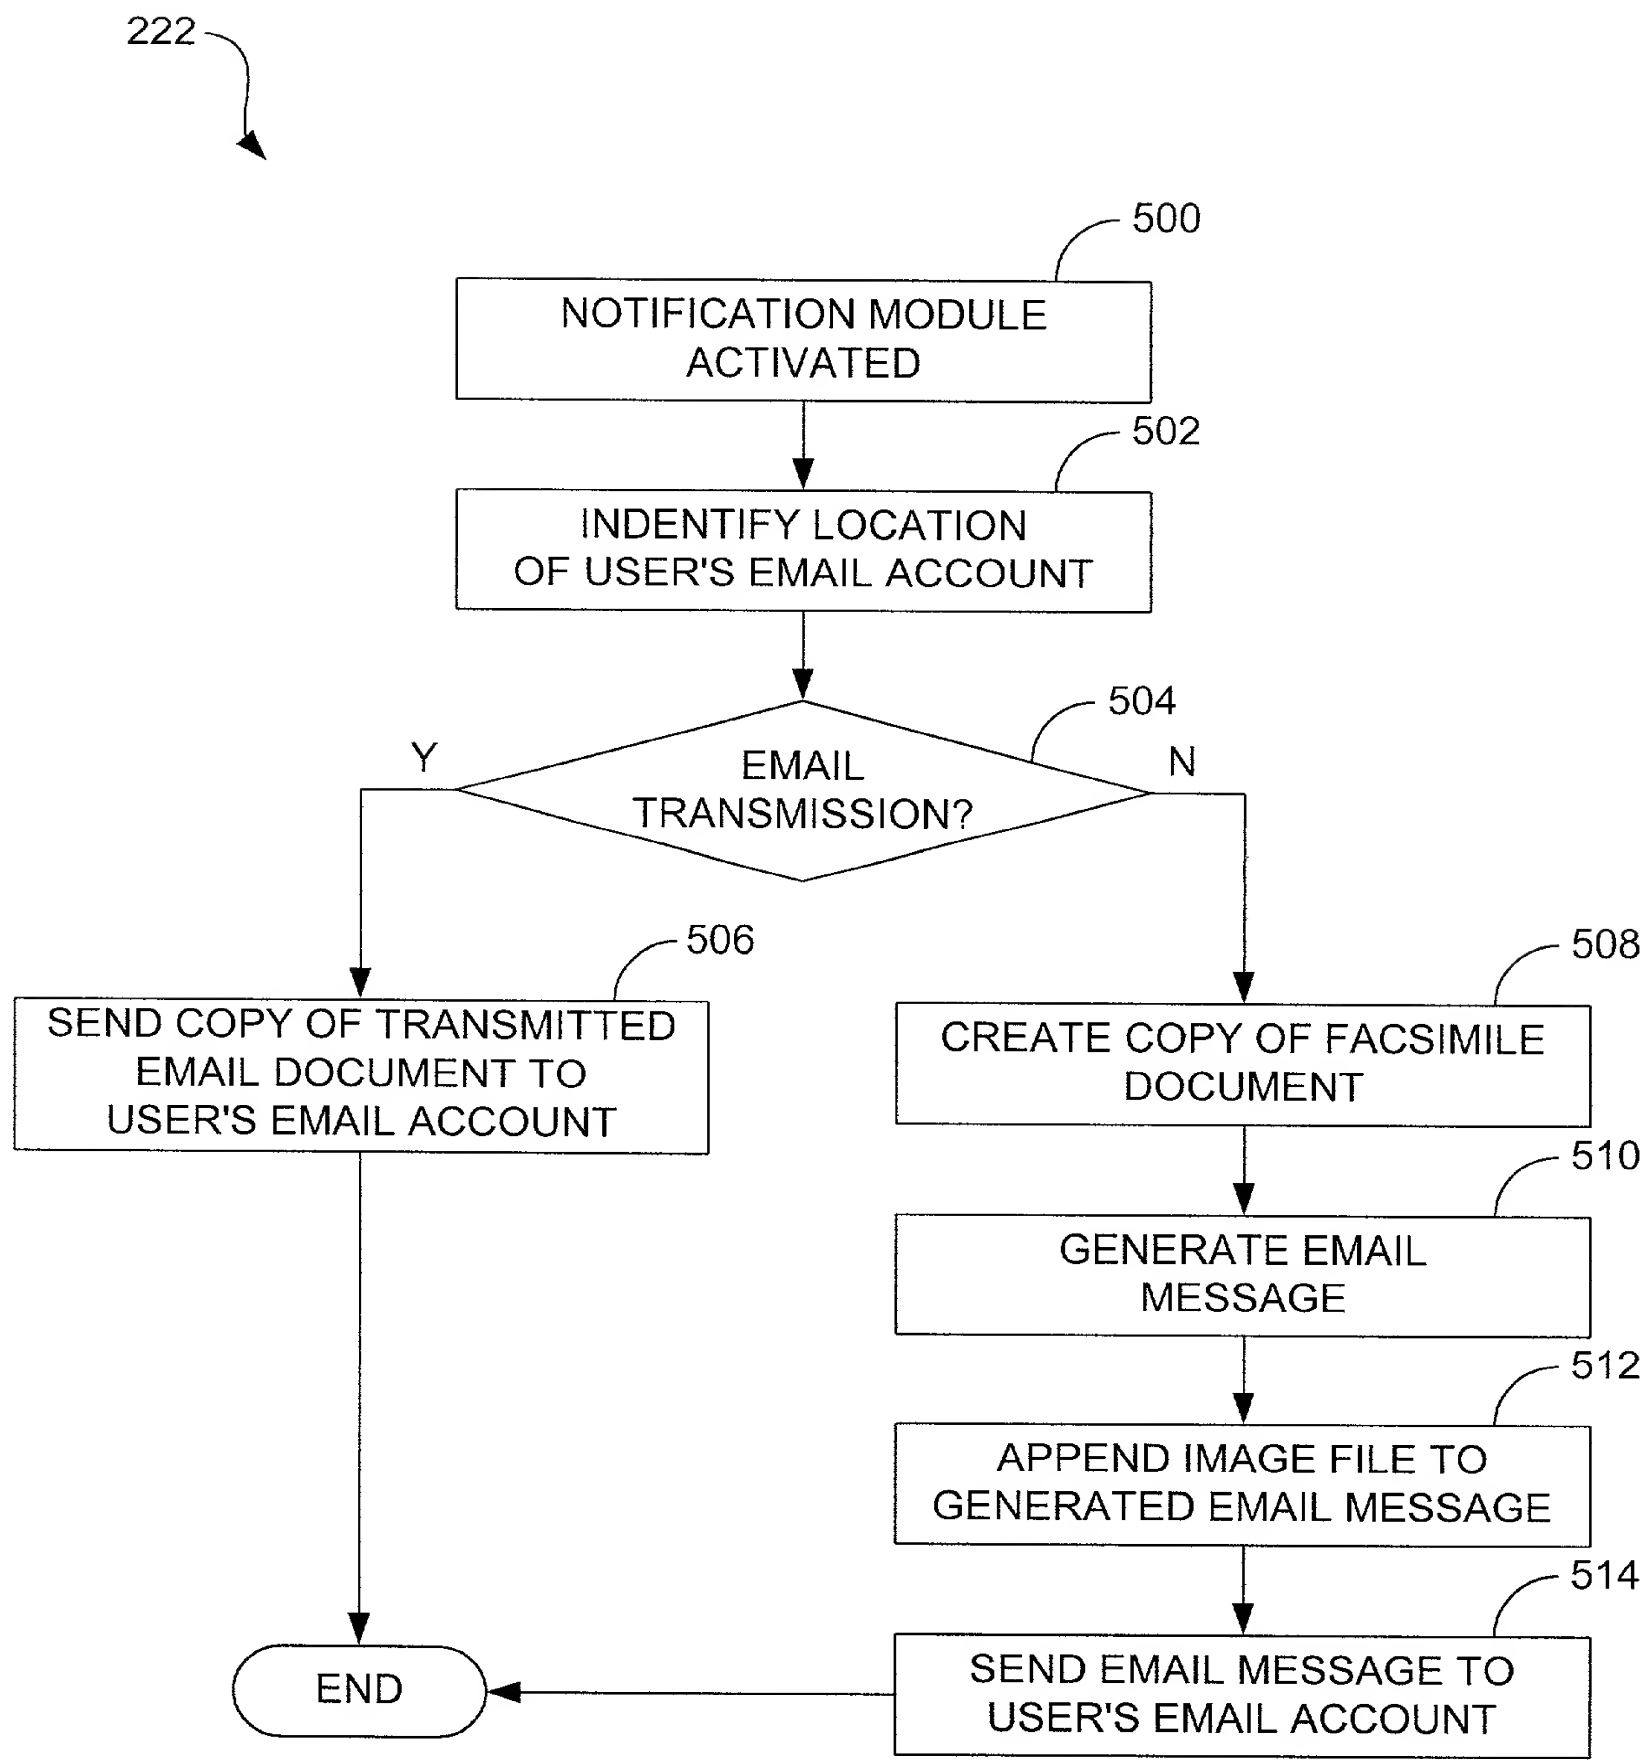 222
500
NOTIFICATION MODULE
ACTIVATED
502
INDENTIFY LOCATION
OF USER'S EMAIL ACCOUNT
504
Y
EMAIL
TRANSMISSION?
N
506
SEND COPY OF TRANSMITTED
EMAIL DOCUMENT TO
USER'S EMAIL ACCOUNT
508
CREATE COPY OF FACSIMILE
DOCUMENT
510
GENERATE EMAIL
MESSAGE
512
APPEND IMAGE FILE TO
GENERATED EMAIL MESSAGE
514
SEND EMAIL MESSAGE TO
USER'S EMAIL ACCOUNT
END